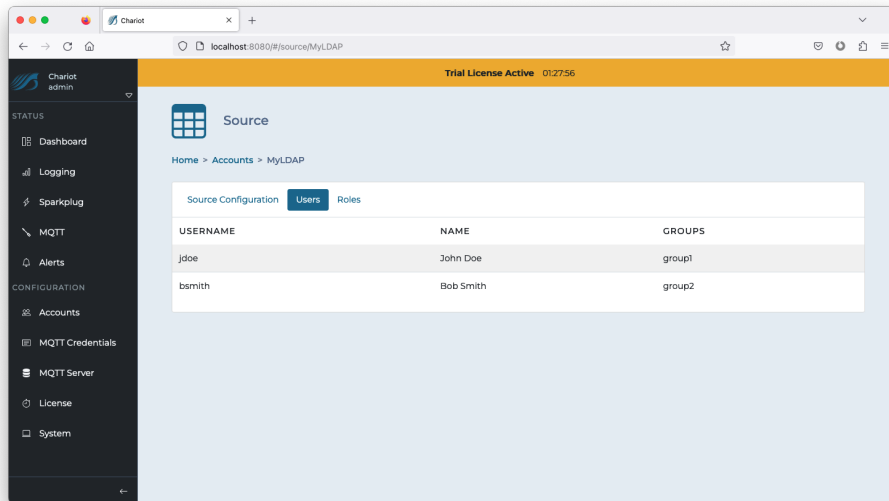 Chariot
localhost:8080/#/source/MyLDAP
Chariot
admin
Trial License Active 01:27:56
STATUS
Dashboard
Logging
Sparkplug
MQTT
Alerts
CONFIGURATION
Accounts
MQTT Credentials
MQTT Server
License
System
Source
Home > Accounts > MyLDAP
Source Configuration Users Roles
USERNAME NAME GROUPS
jdoe John Doe group1
bsmith Bob Smith group2